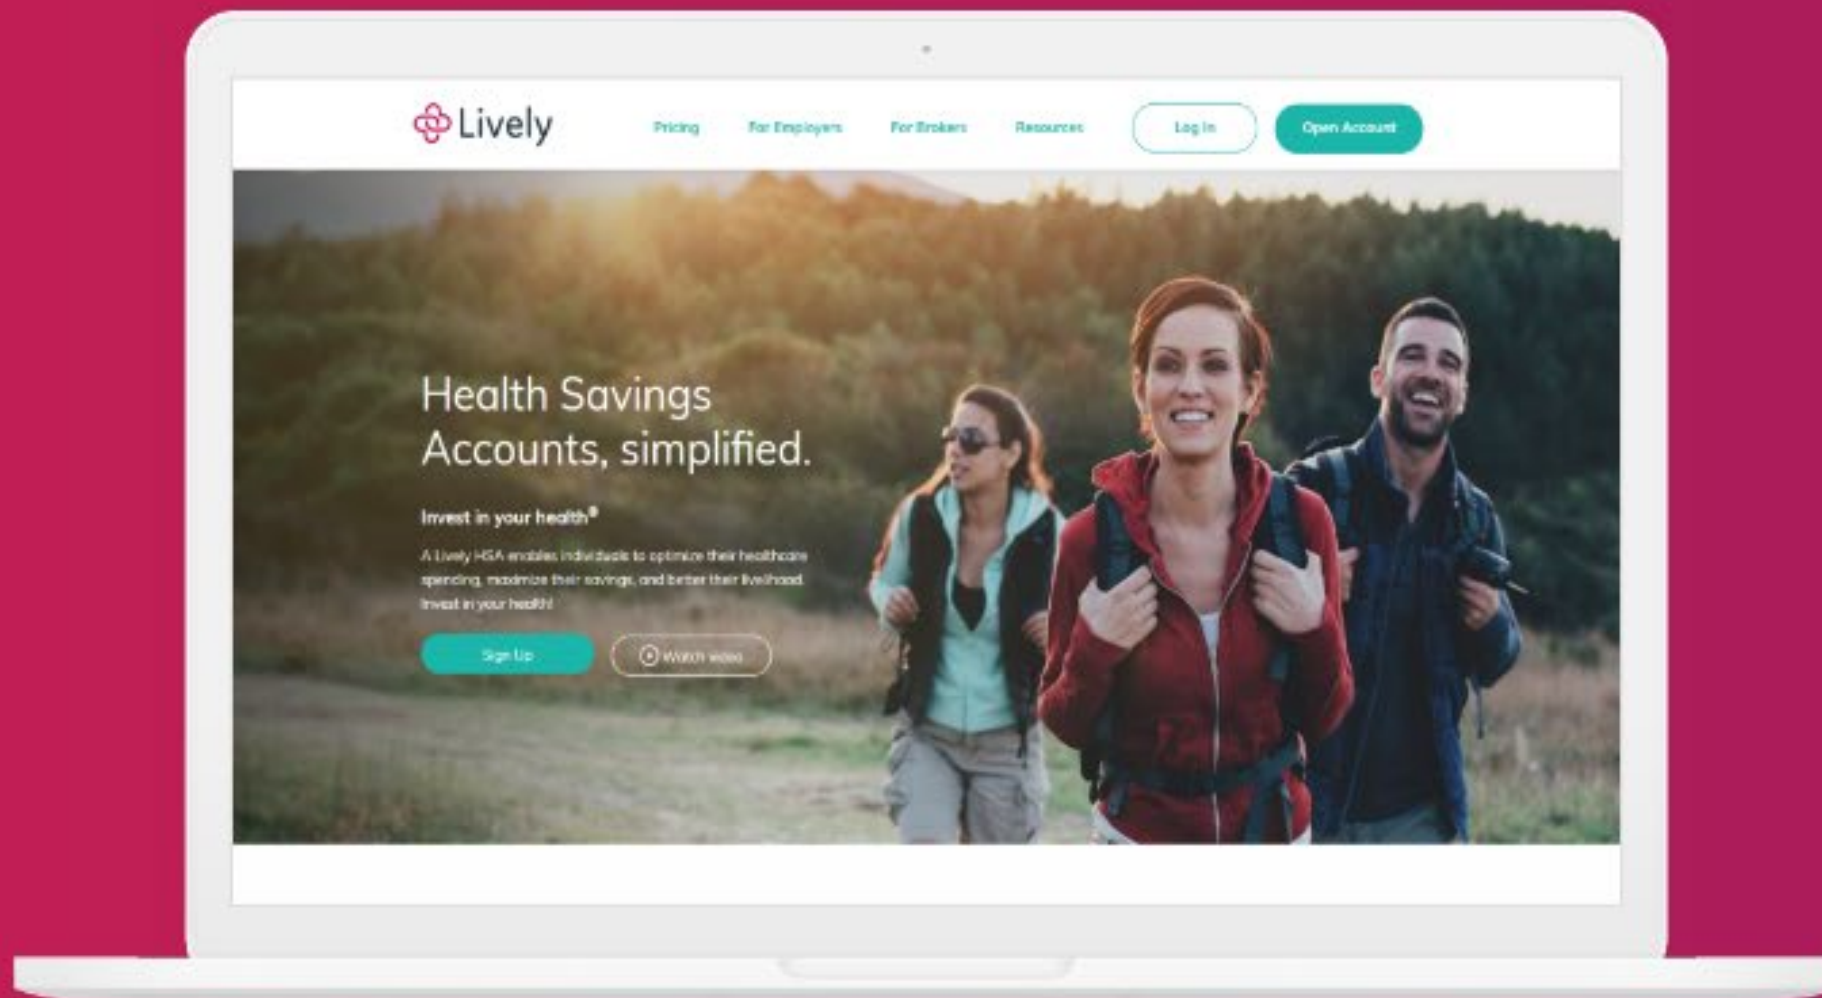 Lively
Pricing
For Employers
For Brokers
Resources
Log In
Open Account
Health Savings
Accounts, simplified.
Invest in your health®
A Lively HSA enables individuals to optimize their healthcare
spending, maximize their savings, and better their livelihood.
Invest in your health!
Sign Up
Watch video